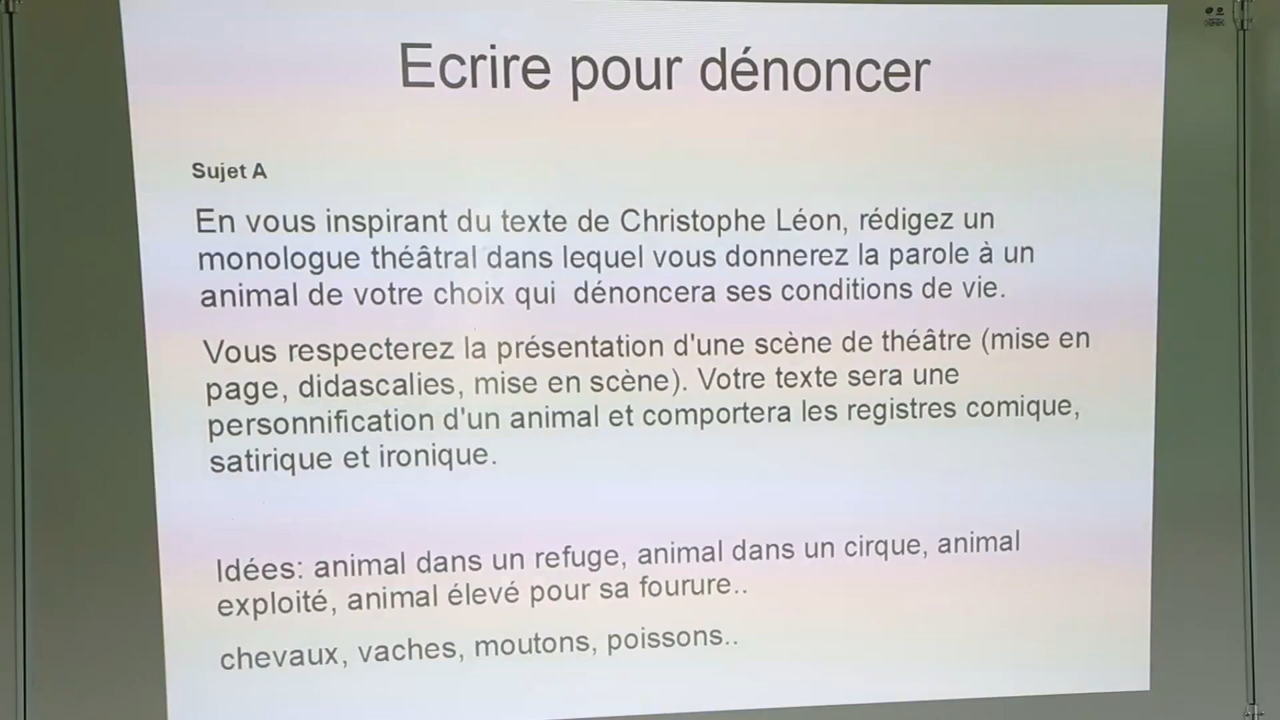 Ecrire pour dénoncer
Sujet A
En vous inspirant du texte de Christophe Léon, rédigez un
monologue théâtral dans lequel vous donnerez la parole à un
animal de votre choix qui dénoncera ses conditions de vie.
Vous respecterez la présentation d'une scène de théâtre (mise en
page, didascalies, mise en scène). Votre texte sera une
personnification d'un animal et comportera les registres comique,
satirique et ironique.
Idées: animal dans un refuge, animal dans un cirque, animal
exploité, animal élevé pour sa fourure..
chevaux, vaches, moutons, poissons..